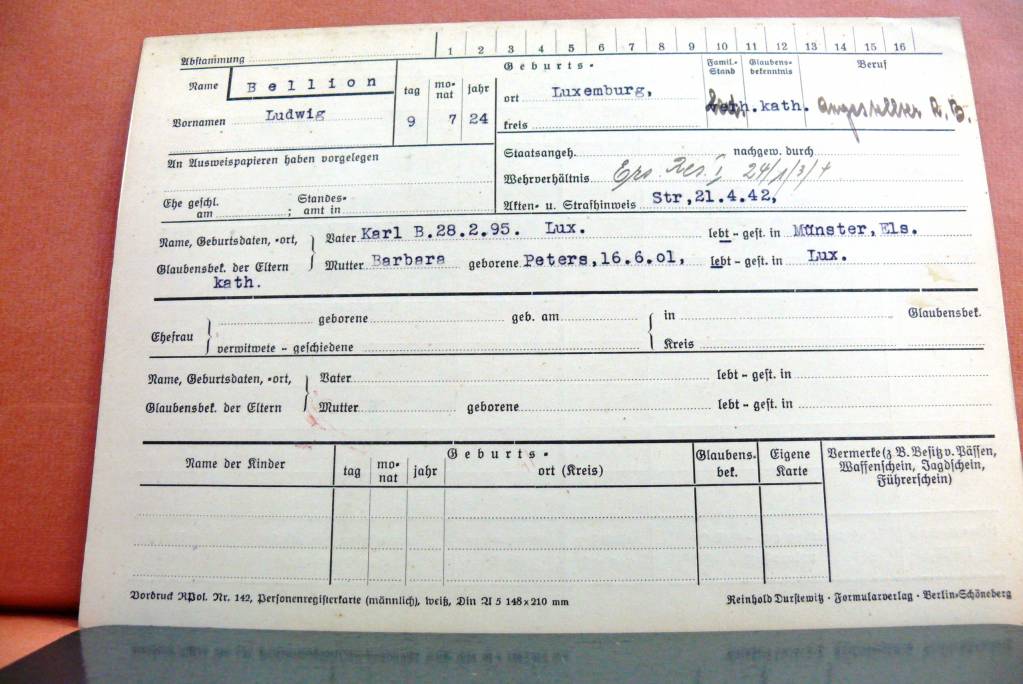 Abstammung 1 2 3 4 5 6 7 8 9 10 11 12 13 14 15 16
Name Bellion tag mo- nat jahr Geburts- Famil.- Stand Glaubens- bekenntnis Beruf
Vornamen Ludwig 9 7 24 ort Luxemburg, kath. Angestellter R. B.
kreis
An Ausweispapieren haben vorgelegen
Staatsangeh. nachgew. durch
Wehrverhältnis Ers. Res. I 24/1/3/4
Ehe geschl. am ; Standes- amt in
Akten- u. Strafhinweis Str, 21.4.42,
Name, Geburtsdaten, -ort, Vater Karl B.28.2.95. Lux. lebt - gest. in Münster, Els.
Glaubensbek. der Eltern Mutter Barbara geborene Peters,16.6.01, lebt - gest. in Lux.
kath.
Ehefrau geborene geb. am in Glaubensbek.
verwitwete - geschiedene Kreis
Name, Geburtsdaten, -ort, Vater lebt - gest. in
Glaubensbek. der Eltern Mutter geborene lebt - gest. in
Name der Kinder Geburts- tag mo- nat jahr ort (Kreis) Glaubens- bek. Eigene Karte Vermerke (z. B. Besitz v. Pässen, Waffenschein, Jagdschein, Führerschein)
Vordruck RPol. Nr. 142, Personenregisterkarte (männlich), weiß, Din A 5 148 x 210 mm
Reinhold Durstewitz · Formularverlag · Berlin-Schöneberg